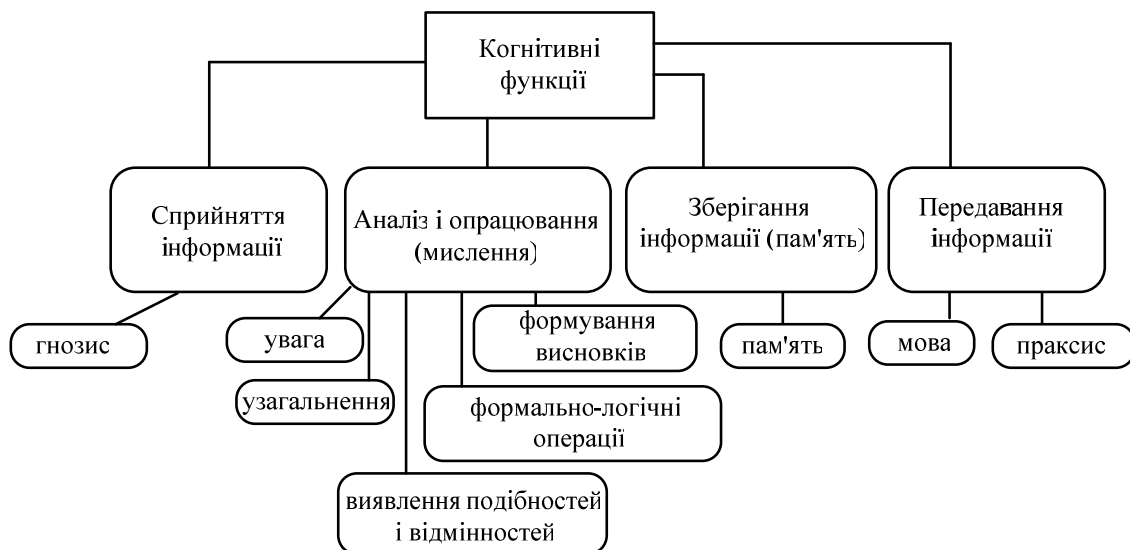 Когнітивні
функції
Сприйняття
інформації
Аналіз і опрацювання
(мислення)
Зберігання
інформації (пам'ять)
Передавання
інформації
гнозис
увага
узагальнення
виявлення подібностей
і відмінностей
формально-логічні
операції
формування
висновків
пам'ять
мова
праксис